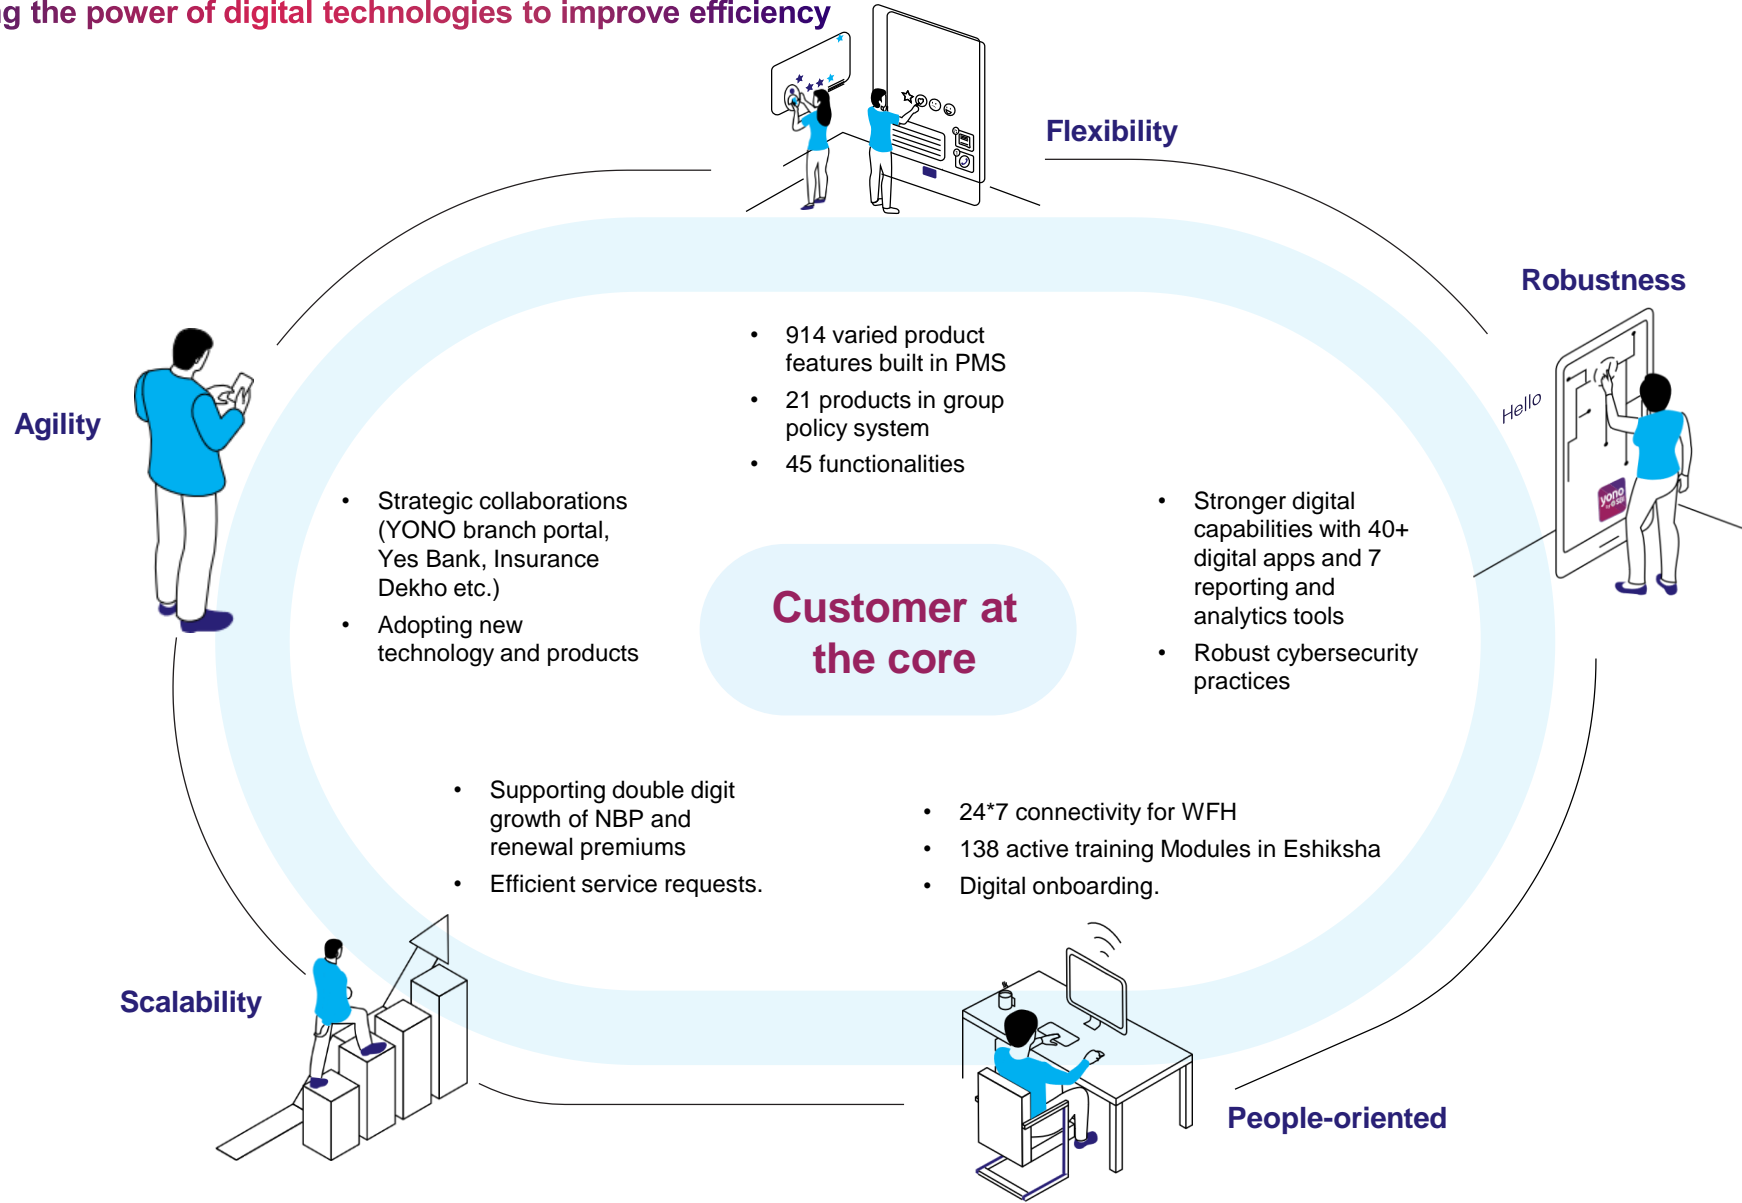 ng the power of digital technologies to improve efficiency
Flexibility
Robustness
Agility
Hello
yono
• 914 varied product
features built in PMS
• 21 products in group
policy system
• 45 functionalities
• Strategic collaborations
(YONO branch portal,
Yes Bank, Insurance
Dekho etc.)
• Adopting new
technology and products
• Stronger digital
capabilities with 40+
digital apps and 7
reporting and
analytics tools
• Robust cybersecurity
practices
Customer at
the core
• Supporting double digit
growth of NBP and
renewal premiums
• Efficient service requests.
• 24*7 connectivity for WFH
• 138 active training Modules in Eshiksha
• Digital onboarding.
Scalability
People-oriented